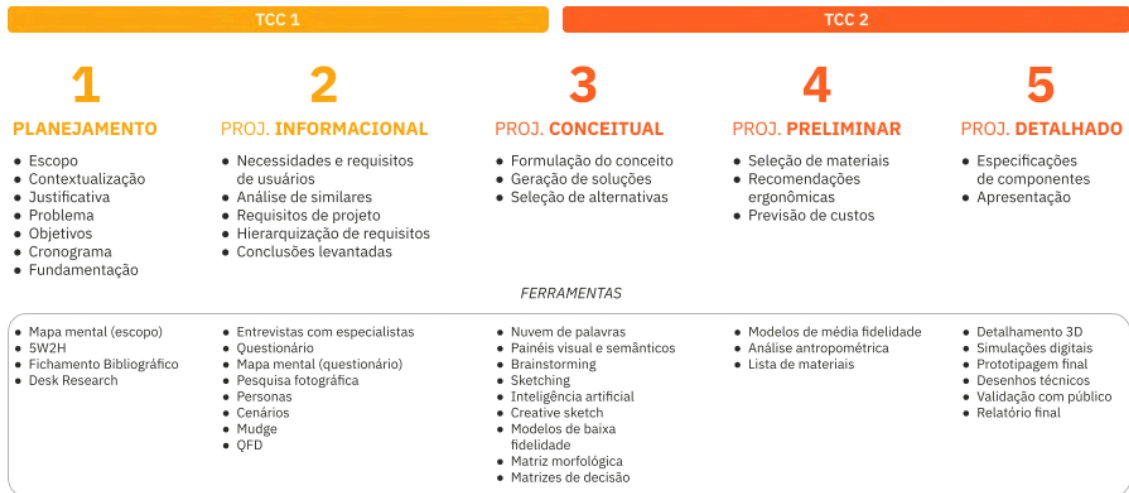 TCC 1
TCC 2
1
PLANEJAMENTO
● Escopo
● Contextualização
● Justificativa
● Problema
● Objetivos
● Cronograma
● Fundamentação
2
PROJ. INFORMACIONAL
● Necessidades e requisitos
de usuários
● Análise de similares
● Requisitos de projeto
● Hierarquização de requisitos
● Conclusões levantadas
3
PROJ. CONCEITUAL
● Formulação do conceito
● Geração de soluções
● Seleção de alternativas
4
PROJ. PRELIMINAR
● Seleção de materiais
● Recomendações
ergonômicas
● Previsão de custos
5
PROJ. DETALHADO
● Especificações
de componentes
● Apresentação
FERRAMENTAS
● Mapa mental (escopo)
● 5W2H
● Fichamento Bibliográfico
● Desk Research
● Entrevistas com especialistas
● Questionário
● Mapa mental (questionário)
● Pesquisa fotográfica
● Personas
● Cenários
● Mudge
● QFD
● Nuvem de palavras
● Painéis visual e semânticos
● Brainstorming
● Sketching
● Inteligência artificial
● Creative sketch
● Modelos de baixa
fidelidade
● Matriz morfológica
● Matrizes de decisão
● Modelos de média fidelidade
● Análise antropométrica
● Lista de materiais
● Detalhamento 3D
● Simulações digitais
● Prototipagem final
● Desenhos técnicos
● Validação com público
● Relatório final